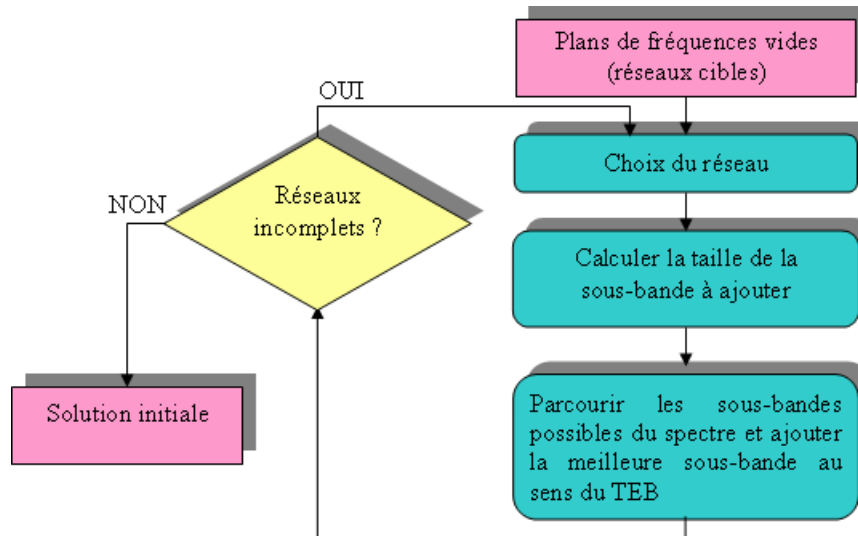 Plans de fréquences vides
(réseaux cibles)
OUI
Choix du réseau
Réseaux
incomplets ?
NON
Calculer la taille de la
sous-bande à ajouter
Solution initiale
Parcourir les sous-bandes
possibles du spectre et ajouter
la meilleure sous-bande au
sens du TEB